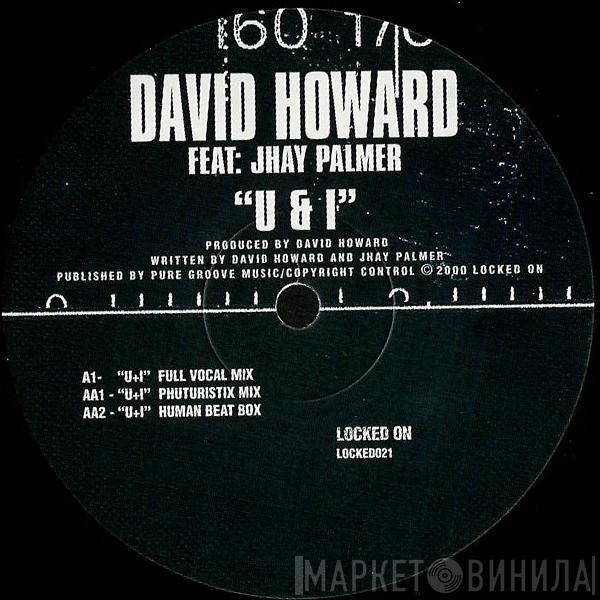 160 170
DAVID HOWARD
FEAT: JHAY PALMER
"U & I"
PRODUCED BY DAVID HOWARD
WRITTEN BY DAVID HOWARD AND JHAY PALMER
PUBLISHED BY PURE GROOVE MUSIC/COPYRIGHT CONTROL © 2000 LOCKED ON
A1- "U+I" FULL VOCAL MIX
AA1 - "U+I" PHUTURISTIX MIX
AA2 - "U+I" HUMAN BEAT BOX
LOCKED ON
LOCKED021
МАРКЕТ ВИНИЛА